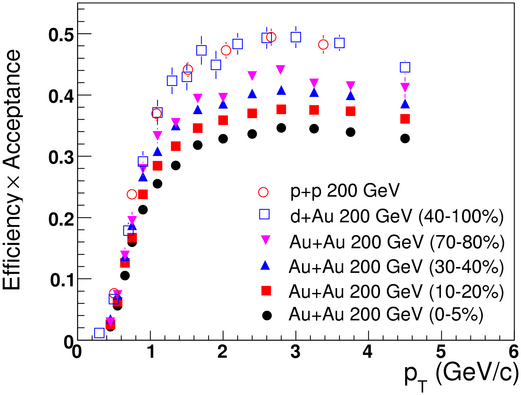 Efficiency × Acceptance
0.5
0.4
0.3
0.2
0.1
0
p+p 200 GeV
d+Au 200 GeV (40-100%)
Au+Au 200 GeV (70-80%)
Au+Au 200 GeV (30-40%)
Au+Au 200 GeV (10-20%)
Au+Au 200 GeV (0-5%)
0 1 2 3 4 5 6
p_T (GeV/c)